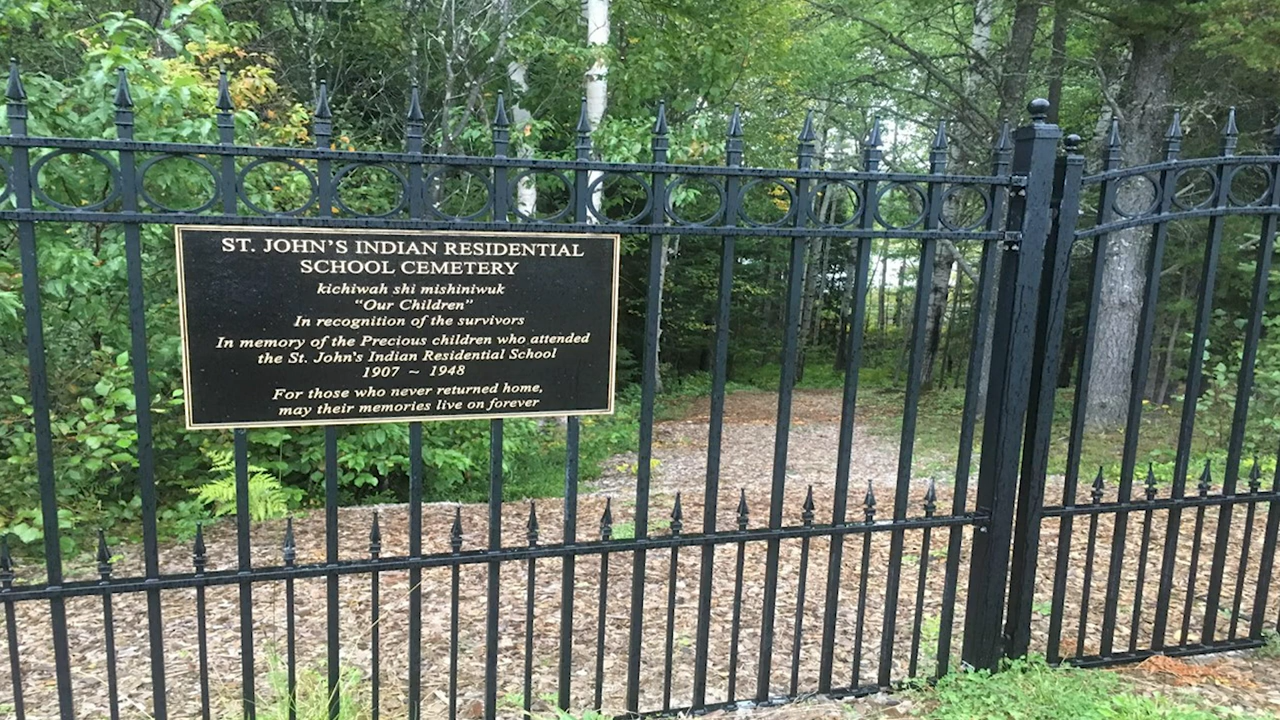 ST. JOHN'S INDIAN RESIDENTIAL
SCHOOL CEMETERY
kichiwah shi mishiniwuk
"Our Children"
In recognition of the survivors
In memory of the Precious children who attended
the St. John's Indian Residential School
1907 ~ 1948
For those who never returned home,
may their memories live on forever